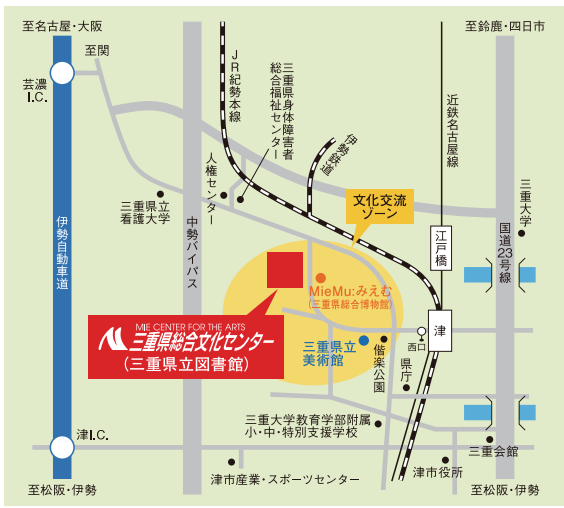 至名古屋・大阪
至鈴鹿・四日市
至関
芸濃
I.C.
JR紀勢本線
三重県身体障害者
総合福祉センター
伊勢鉄道
近鉄名古屋線
人権センター
文化交流
ゾーン
三重大学
三重県立
看護大学
伊勢自動車道
中勢バイパス
江戸橋
国道23号線
MieMu:みえむ
(三重県総合博物館)
MIE CENTER FOR THE ARTS
三重県総合文化センター
(三重県立図書館)
三重県立
美術館
偕楽公園
西口
津
県庁
三重大学教育学部附属
小・中・特別支援学校
津I.C.
三重会館
津市産業・スポーツセンター
津市役所
至松阪・伊勢
至松阪・伊勢